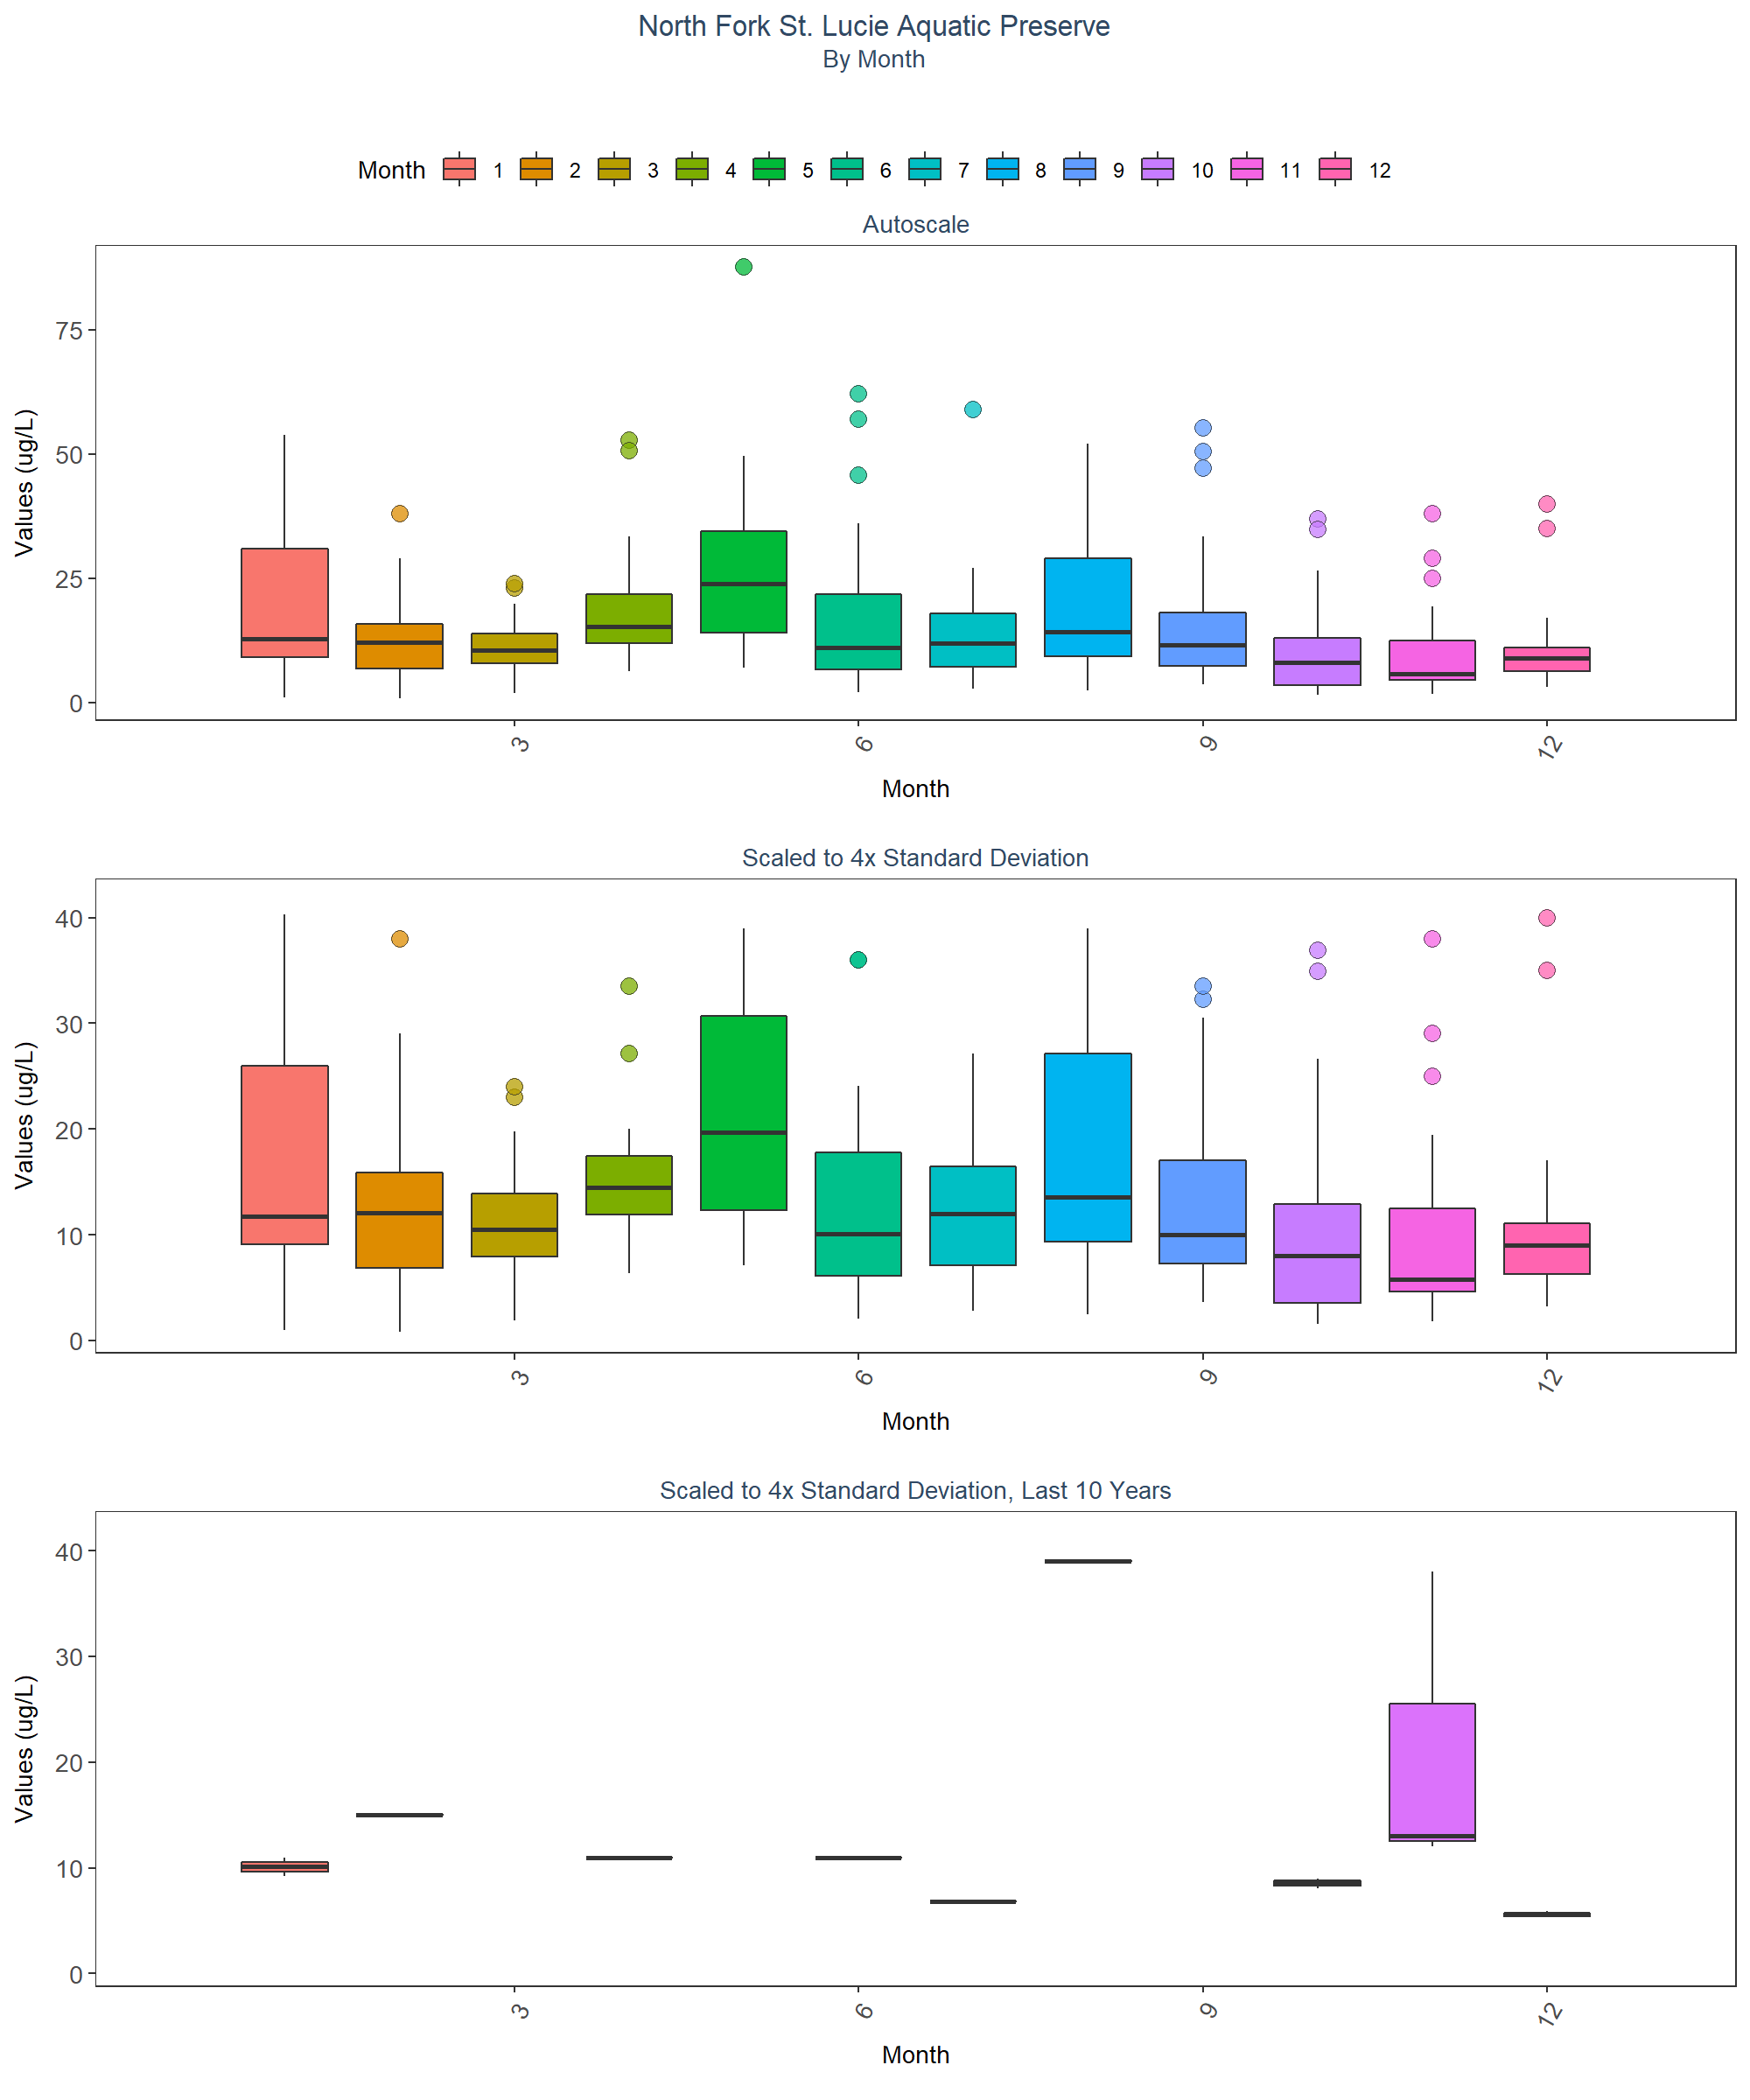 North Fork St. Lucie Aquatic Preserve
By Month
Month 1 2 3 4 5 6 7 8 9 10 11 12
Autoscale
Values (ug/L)
75
50
25
0
3 6 9 12
Month
Scaled to 4x Standard Deviation
Values (ug/L)
40
30
20
10
0
3 6 9 12
Month
Scaled to 4x Standard Deviation, Last 10 Years
Values (ug/L)
40
30
20
10
0
3 6 9 12
Month